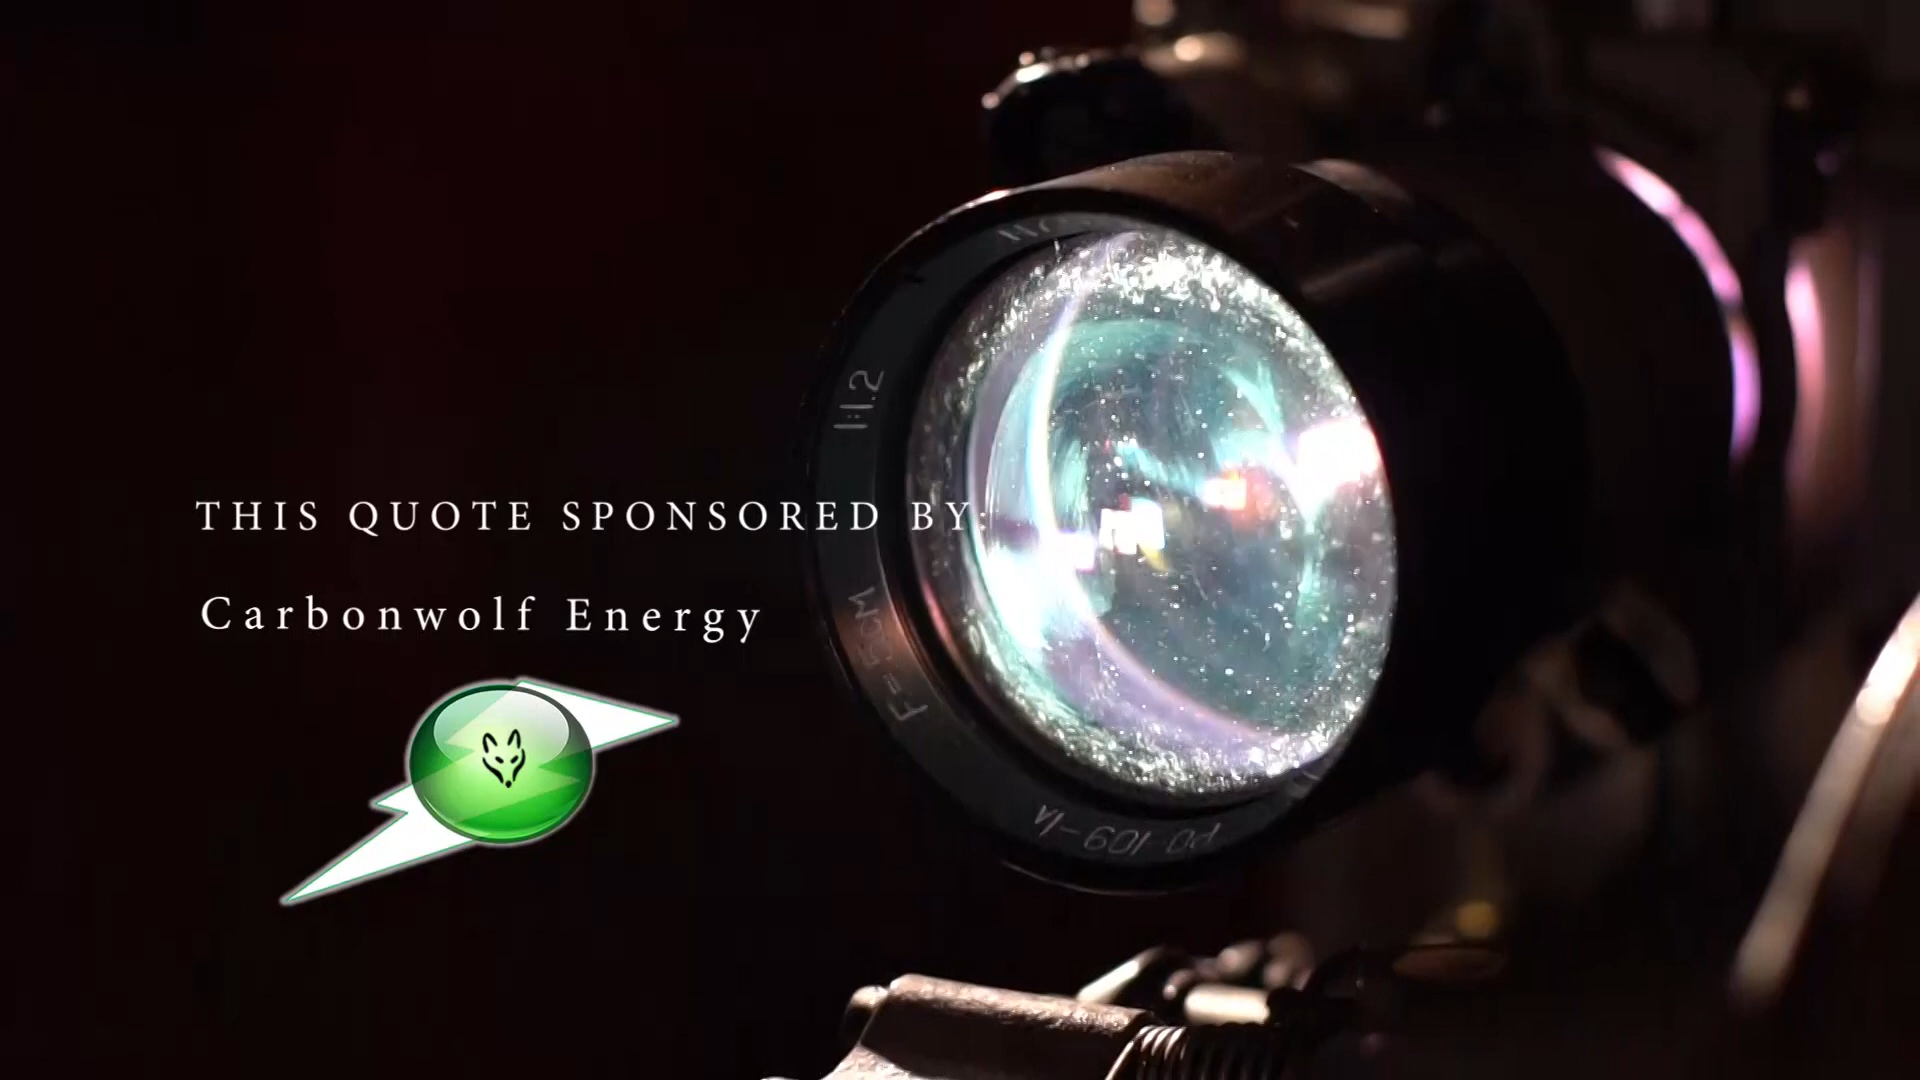 THIS QUOTE SPONSORED BY
Carbonwolf Energy
1:1.2
F=5CM
PO-109-1A